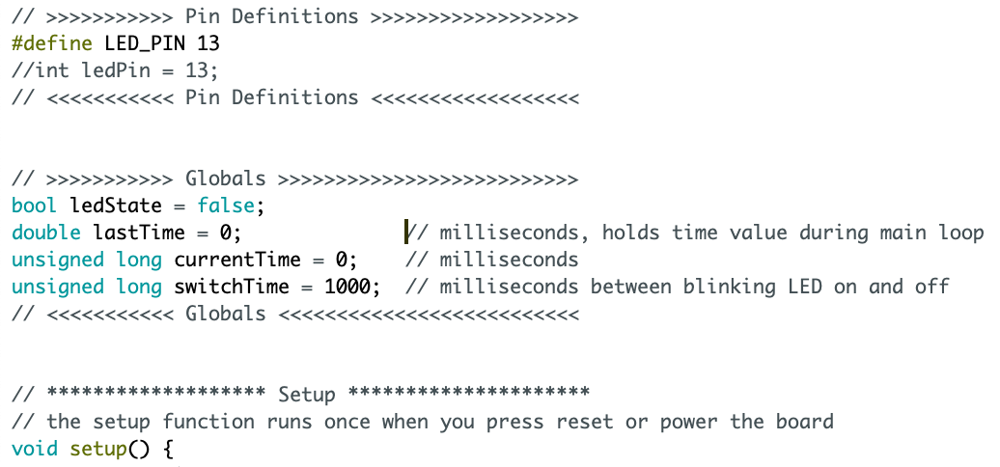 // >>>>>>>>>>> Pin Definitions >>>>>>>>>>>>>>>>>>
#define LED_PIN 13
//int ledPin = 13;
// <<<<<<<<<<< Pin Definitions <<<<<<<<<<<<<<<<<<
// >>>>>>>>>>> Globals >>>>>>>>>>>>>>>>>>>>>>>>>>
bool ledState = false;
double lastTime = 0;              // milliseconds, holds time value during main loop
unsigned long currentTime = 0;    // milliseconds
unsigned long switchTime = 1000;  // milliseconds between blinking LED on and off
// <<<<<<<<<<< Globals <<<<<<<<<<<<<<<<<<<<<<<<<<
// ******************* Setup *********************
// the setup function runs once when you press reset or power the board
void setup() {